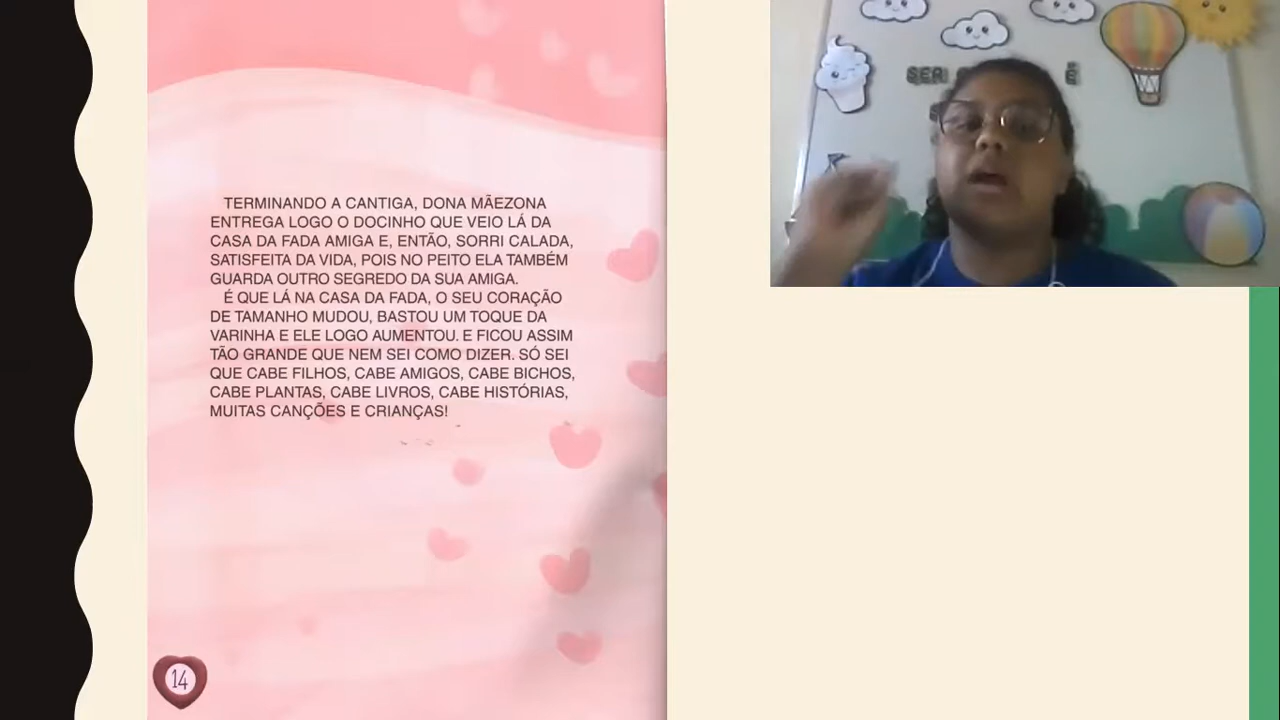 TERMINANDO A CANTIGA, DONA MÃEZONA
ENTREGA LOGO O DOCINHO QUE VEIO LÁ DA
CASA DA FADA AMIGA E, ENTÃO, SORRI CALADA,
SATISFEITA DA VIDA, POIS NO PEITO ELA TAMBÉM
GUARDA OUTRO SEGREDO DA SUA AMIGA.
É QUE LÁ NA CASA DA FADA, O SEU CORAÇÃO
DE TAMANHO MUDOU, BASTOU UM TOQUE DA
VARINHA E ELE LOGO AUMENTOU. E FICOU ASSIM
TÃO GRANDE QUE NEM SEI COMO DIZER. SÓ SEI
QUE CABE FILHOS, CABE AMIGOS, CABE BICHOS,
CABE PLANTAS, CABE LIVROS, CABE HISTÓRIAS,
MUITAS CANÇÕES E CRIANÇAS!
14
SER É